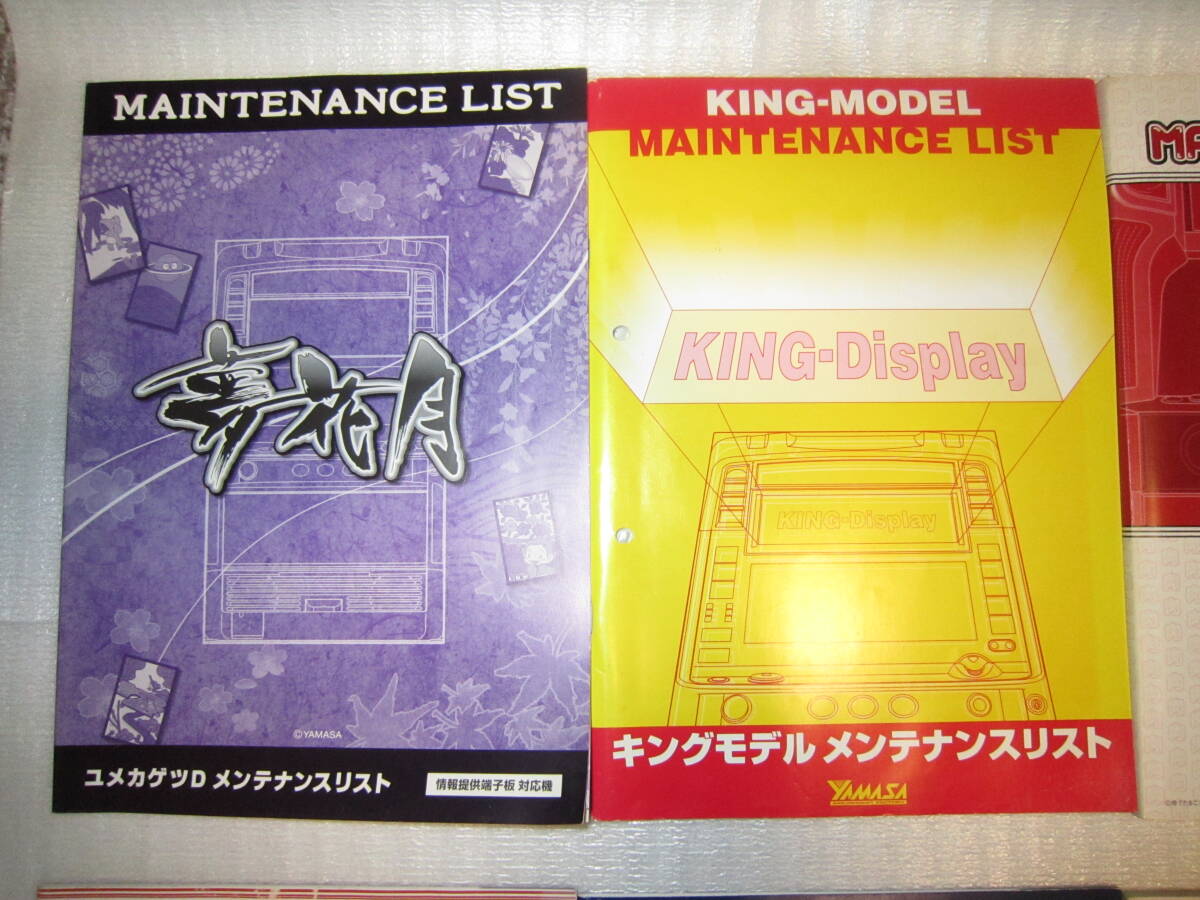 MAINTENANCE LIST
夢花月
©YAMASA
ユメカゲツD メンテナンスリスト
情報提供端子板 対応機
KING-MODEL
MAINTENANCE LIST
KING-Display
KING-Display
キングモデル メンテナンスリスト
YAMASA
MA